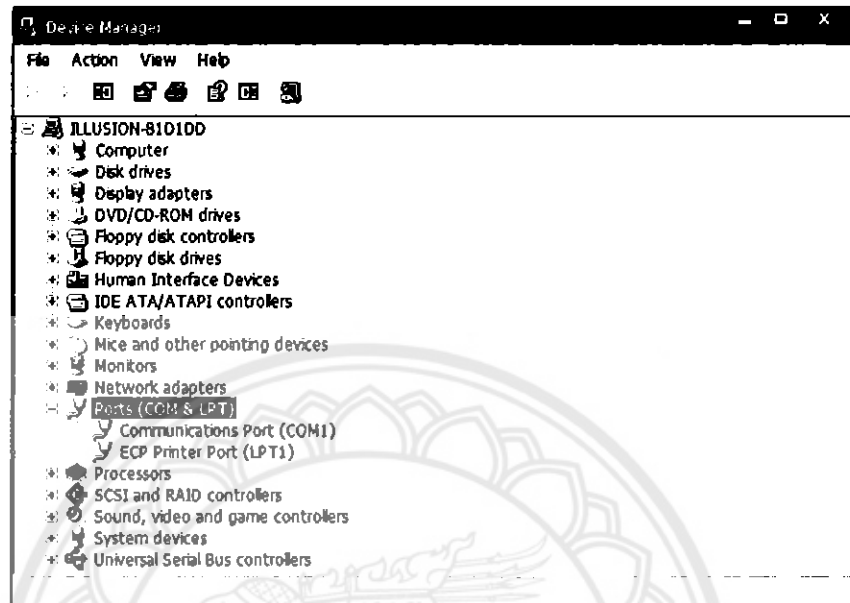 Device Manager
File Action View Help
ILLUSION-81D1DD
Computer
Disk drives
Display adapters
DVD/CD-ROM drives
Floppy disk controllers
Floppy disk drives
Human Interface Devices
IDE ATA/ATAPI controllers
Keyboards
Mice and other pointing devices
Monitors
Network adapters
Ports (COM & LPT)
Communications Port (COM1)
ECP Printer Port (LPT1)
Processors
SCSI and RAID controllers
Sound, video and game controllers
System devices
Universal Serial Bus controllers